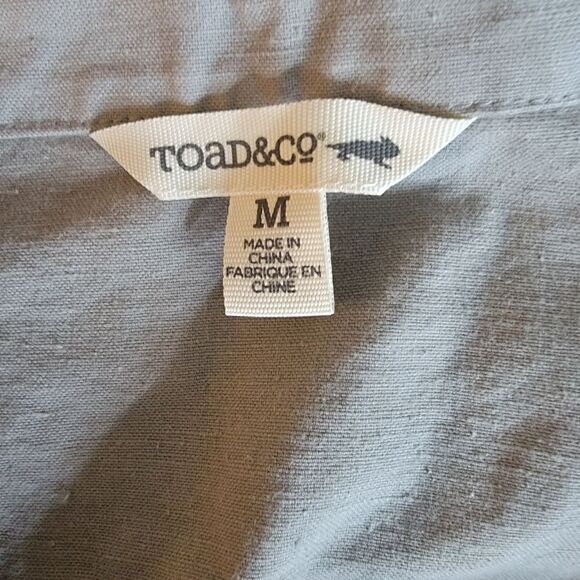 TOAD&CO®
M
MADE IN
CHINA
FABRIQUE EN
CHINE